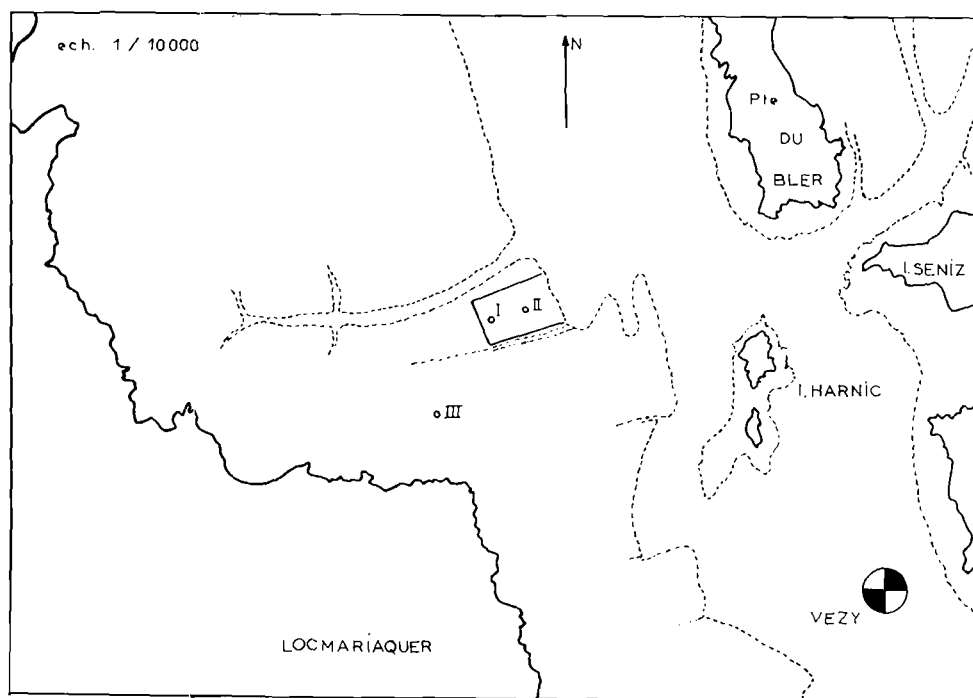 ech. 1 / 10000
N
Pte
DU
BLER
I. SENIZ
I
II
I. HARNIC
III
VEZY
LOCMARIAQUER